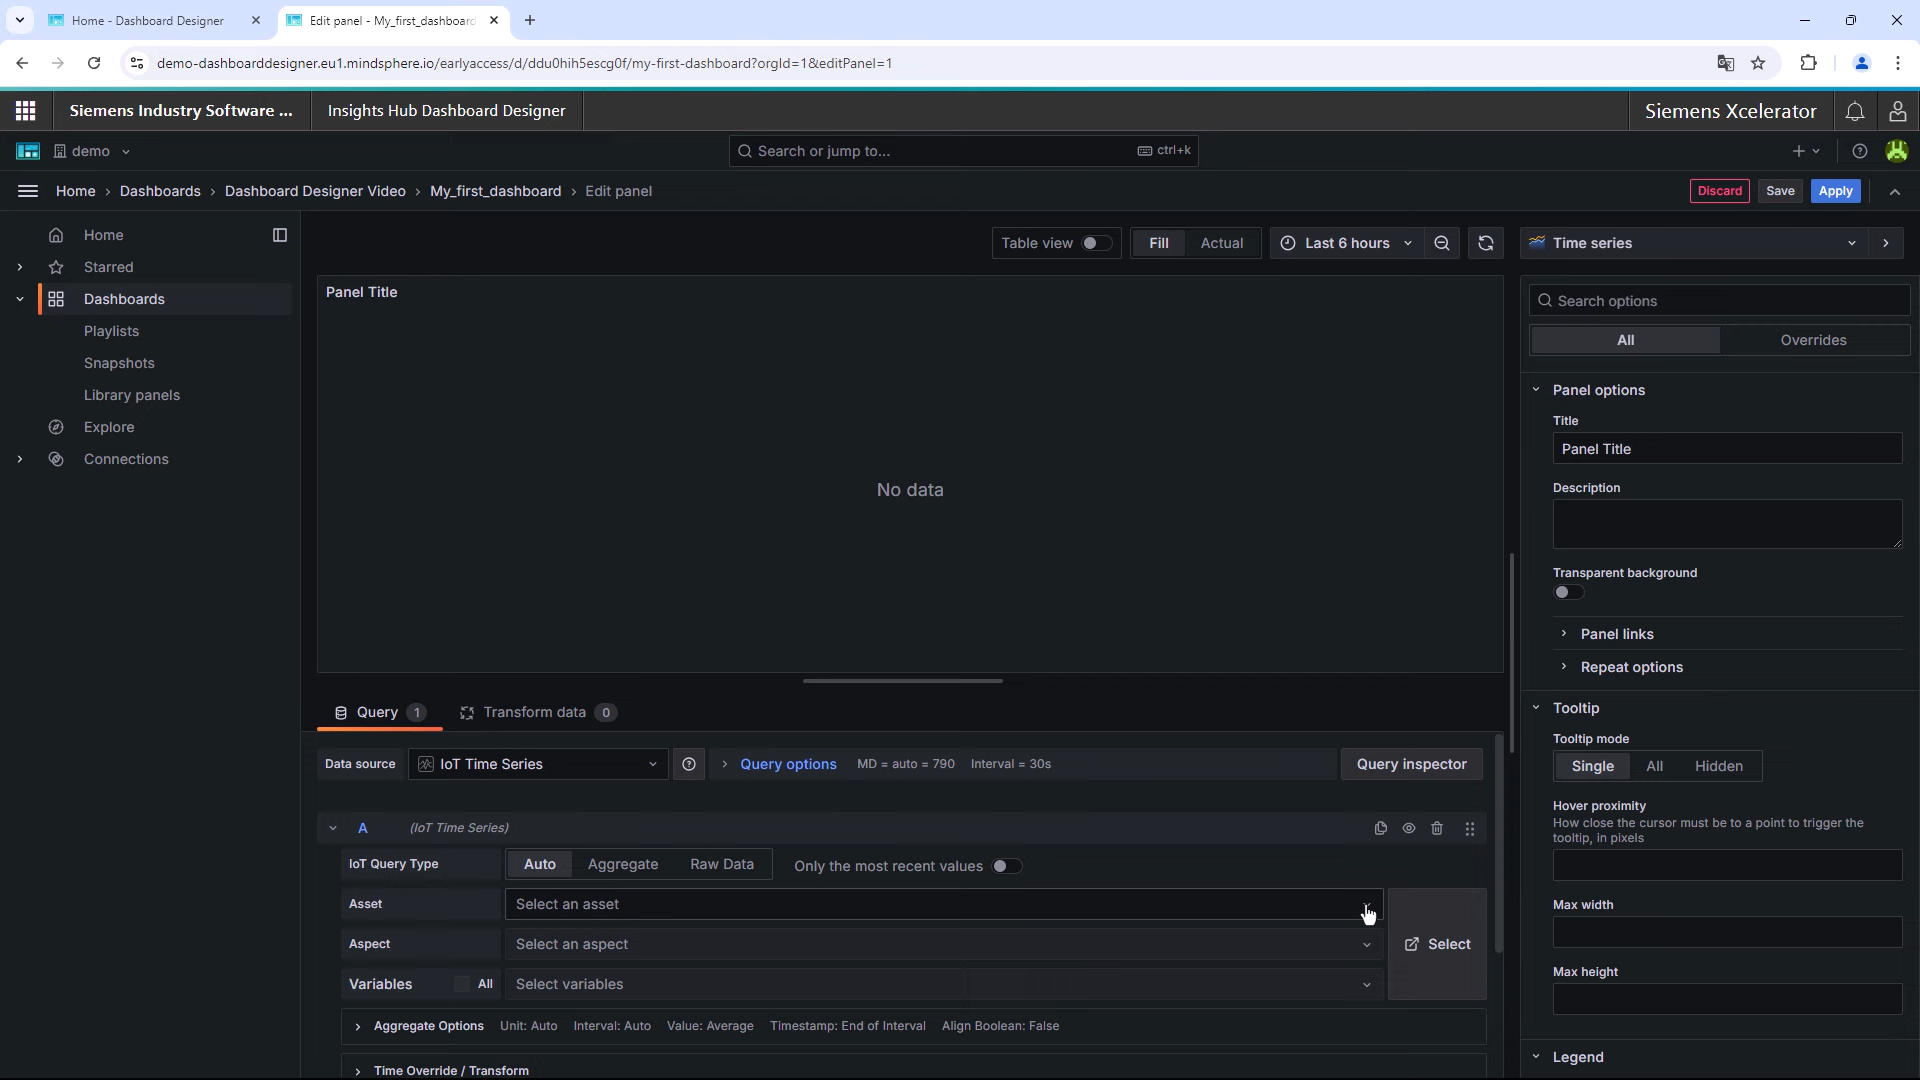 Home - Dashboard Designer
Edit panel - My_first_dashboard
demo-dashboarddesigner.eu1.mindsphere.io/earlyaccess/d/ddu0hih5escg0f/my-first-dashboard?orgId=1&editPanel=1
Siemens Industry Software ...
Insights Hub Dashboard Designer
Siemens Xcelerator
demo
Search or jump to...
ctrl+k
Home > Dashboards > Dashboard Designer Video > My_first_dashboard > Edit panel
Discard
Save
Apply
Home
Starred
Dashboards
Playlists
Snapshots
Library panels
Explore
Connections
Table view
Fill
Actual
Last 6 hours
Time series
Panel Title
No data
Query 1
Transform data 0
Data source
IoT Time Series
Query options MD = auto = 790 Interval = 30s
Query inspector
A (IoT Time Series)
IoT Query Type
Auto
Aggregate
Raw Data
Only the most recent values
Asset
Select an asset
Aspect
Select an aspect
Select
Variables
All
Select variables
Aggregate Options Unit: Auto Interval: Auto Value: Average Timestamp: End of Interval Align Boolean: False
Time Override / Transform
Search options
All
Overrides
Panel options
Title
Panel Title
Description
Transparent background
Panel links
Repeat options
Tooltip
Tooltip mode
Single
All
Hidden
Hover proximity
How close the cursor must be to a point to trigger the
tooltip, in pixels
Max width
Max height
Legend